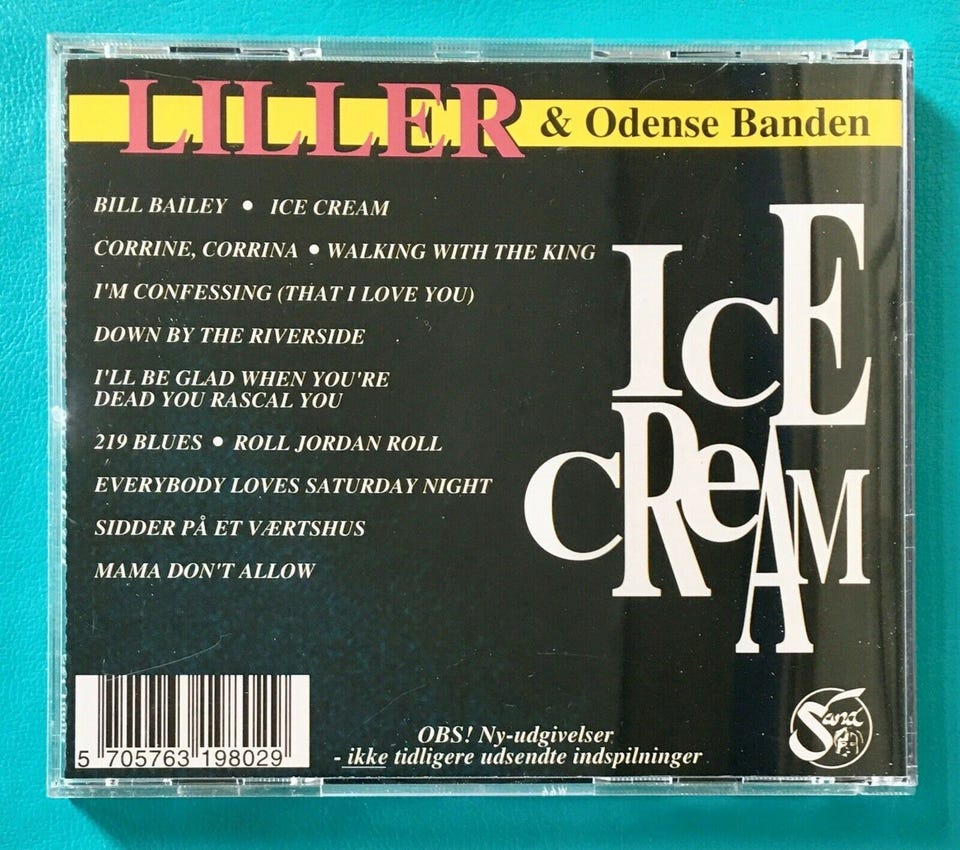 LILLER & Odense Banden
BILL BAILEY • ICE CREAM
CORRINE, CORRINA • WALKING WITH THE KING
I'M CONFESSING (THAT I LOVE YOU)
DOWN BY THE RIVERSIDE
I'LL BE GLAD WHEN YOU'RE
DEAD YOU RASCAL YOU
219 BLUES • ROLL JORDAN ROLL
EVERYBODY LOVES SATURDAY NIGHT
SIDDER PÅ ET VÆRTSHUS
MAMA DON'T ALLOW
ICE
CReAM
5 705763 198029
OBS! Ny-udgivelser
- ikke tidligere udsendte indspilninger
Sand